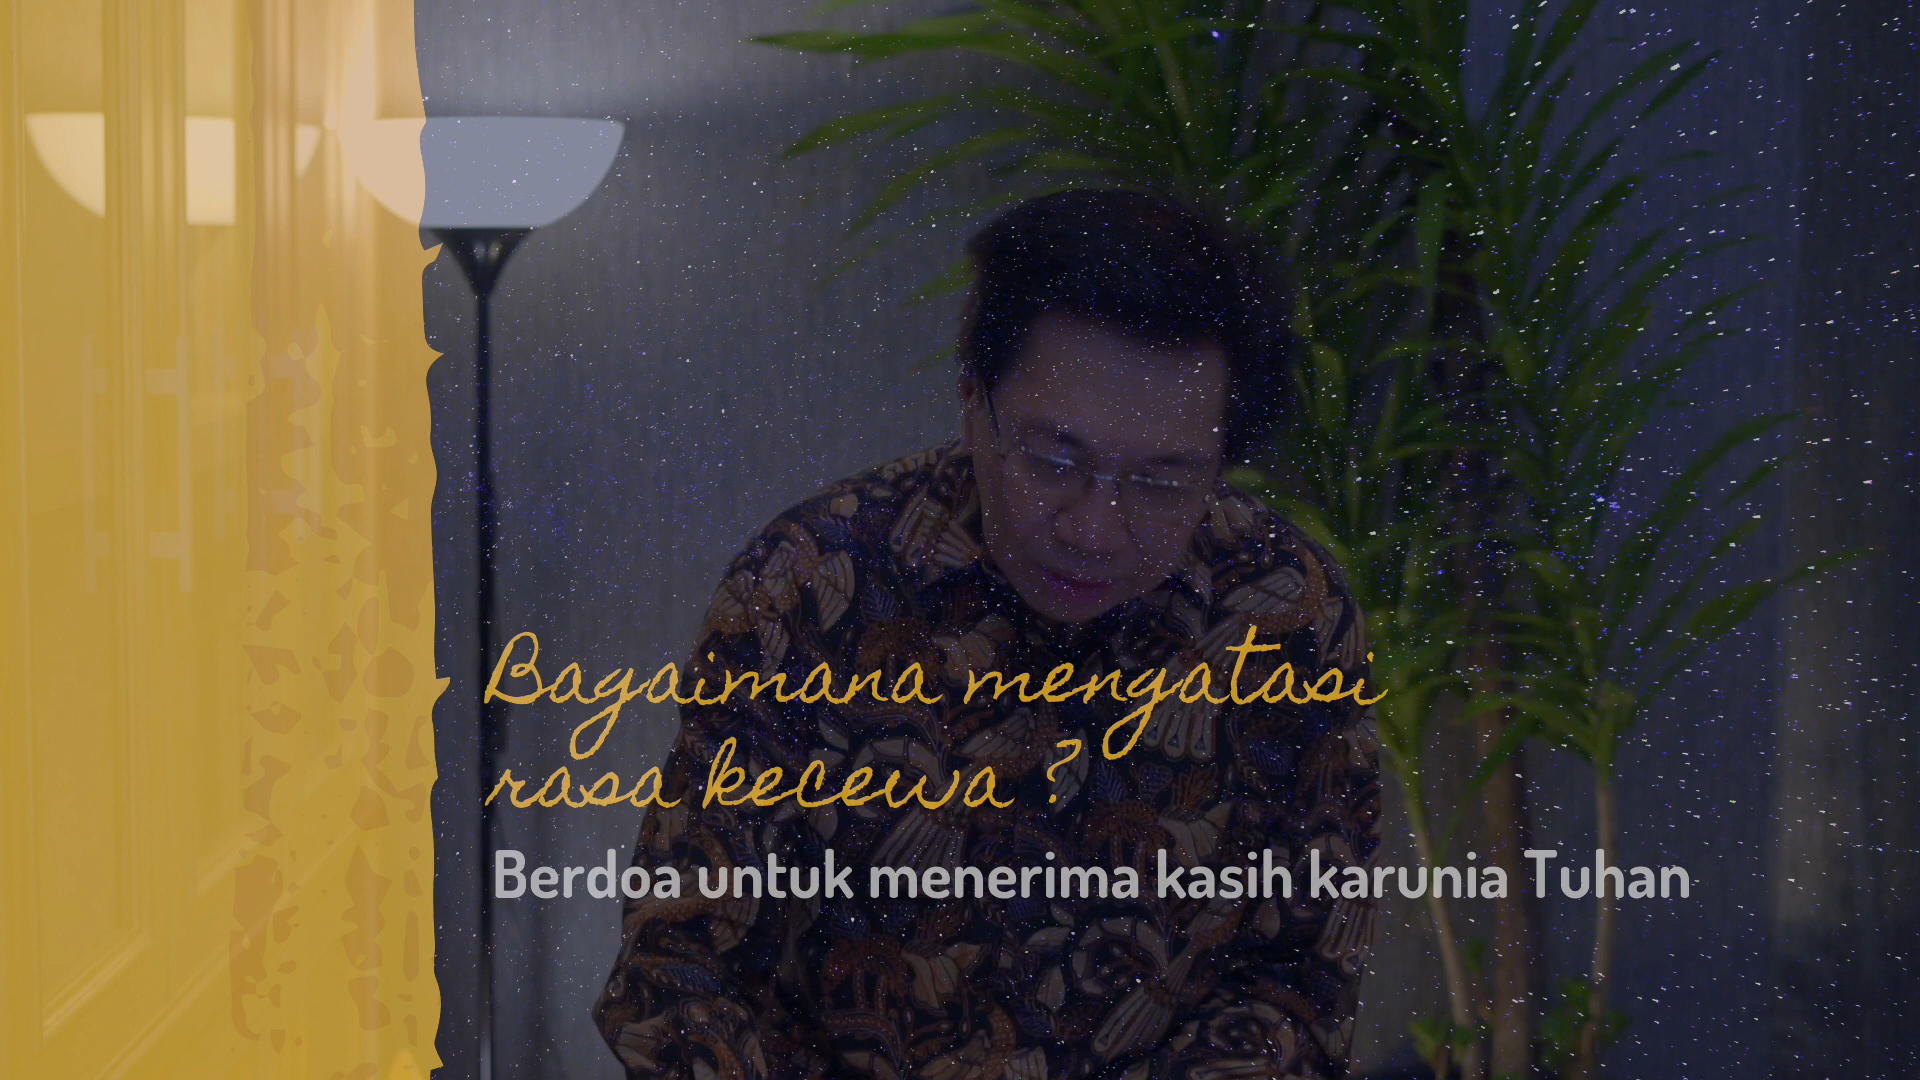 Bagaimana mengatasi
rasa kecewa ?
Berdoa untuk menerima kasih karunia Tuhan